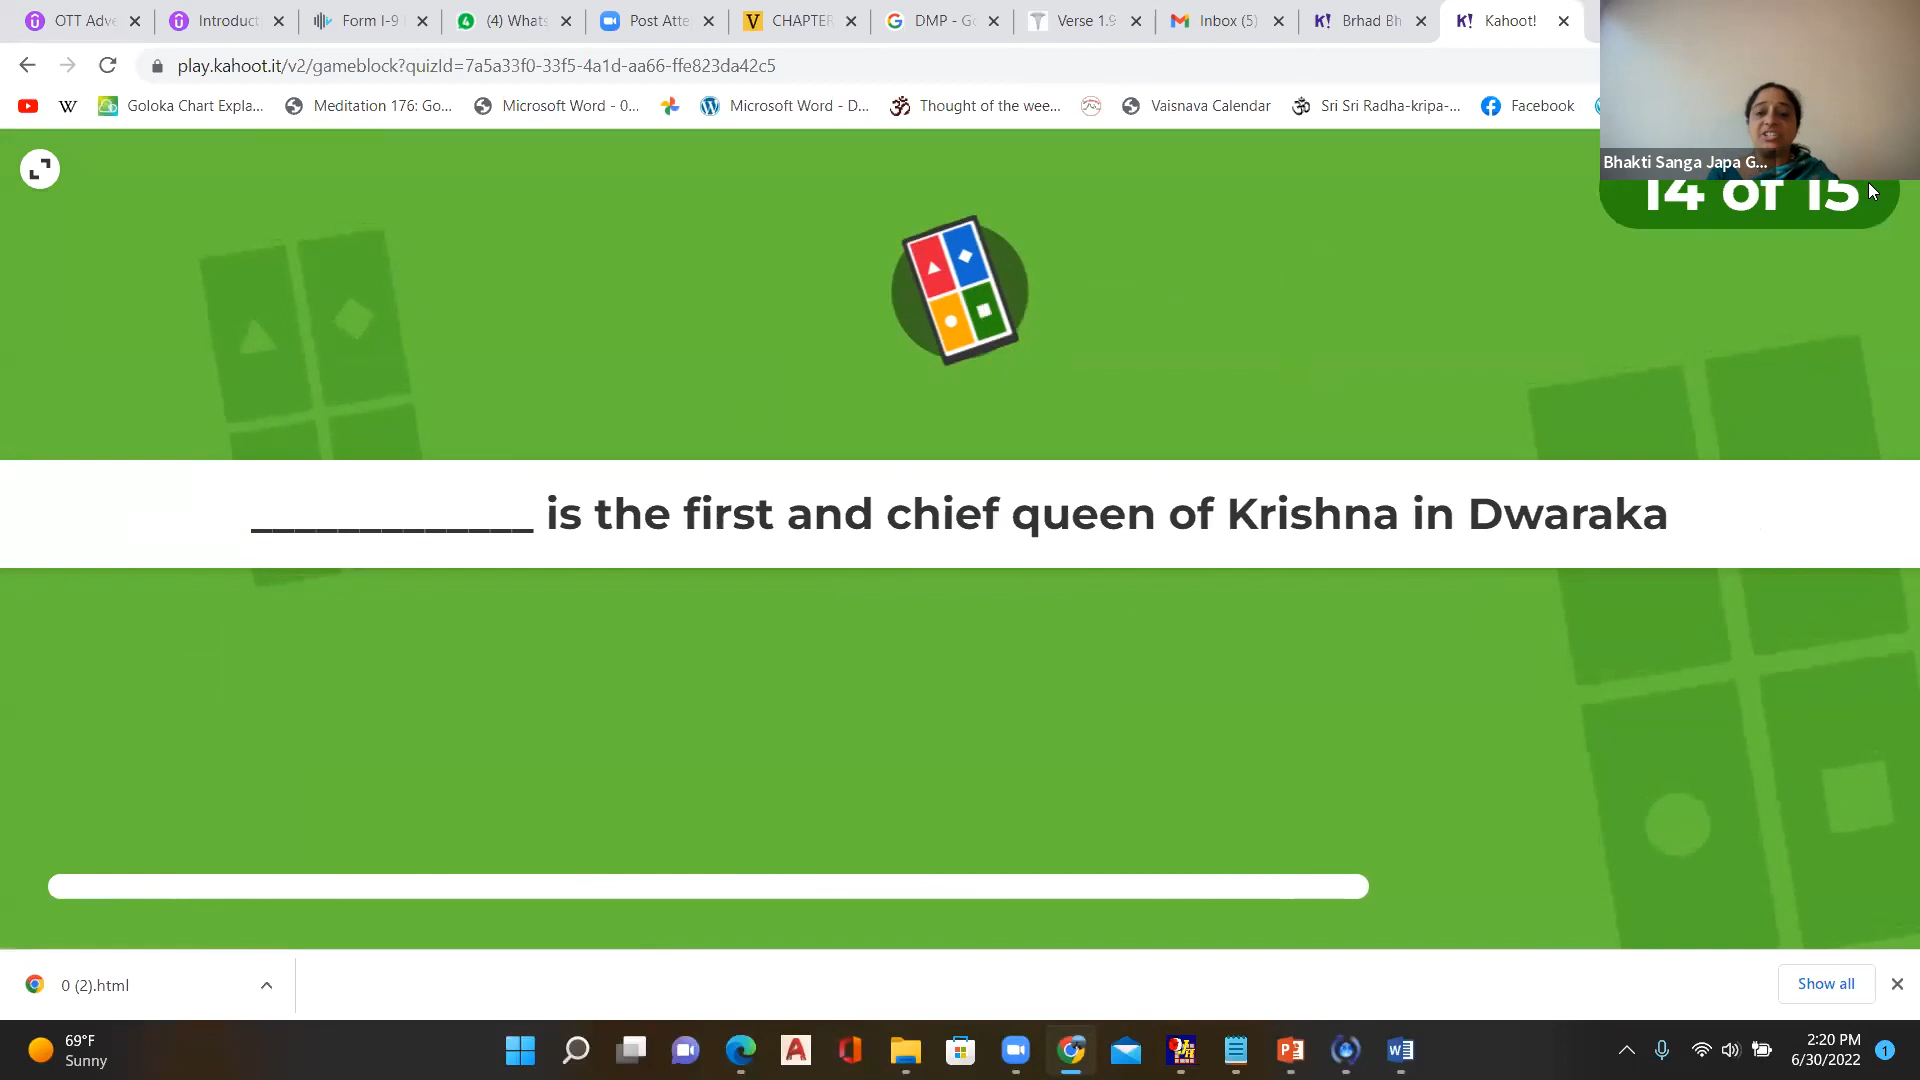 OTT Adve
Introduct
Form I-9
(4) Whats
Post Atte
CHAPTER
DMP - Go
Verse 1.9
Inbox (5)
Brhad Bh
Kahoot!
play.kahoot.it/v2/gameblock?quizId=7a5a33f0-33f5-4a1d-aa66-ffe823da42c5
Goloka Chart Expla...
Meditation 176: Go...
Microsoft Word - 0...
Microsoft Word - D...
Thought of the wee...
Vaisnava Calendar
Sri Sri Radha-kripa-...
Facebook
Bhakti Sanga Japa G...
14 of 15
_____________ is the first and chief queen of Krishna in Dwaraka
0 (2).html
Show all
69°F
Sunny
2:20 PM
6/30/2022
1